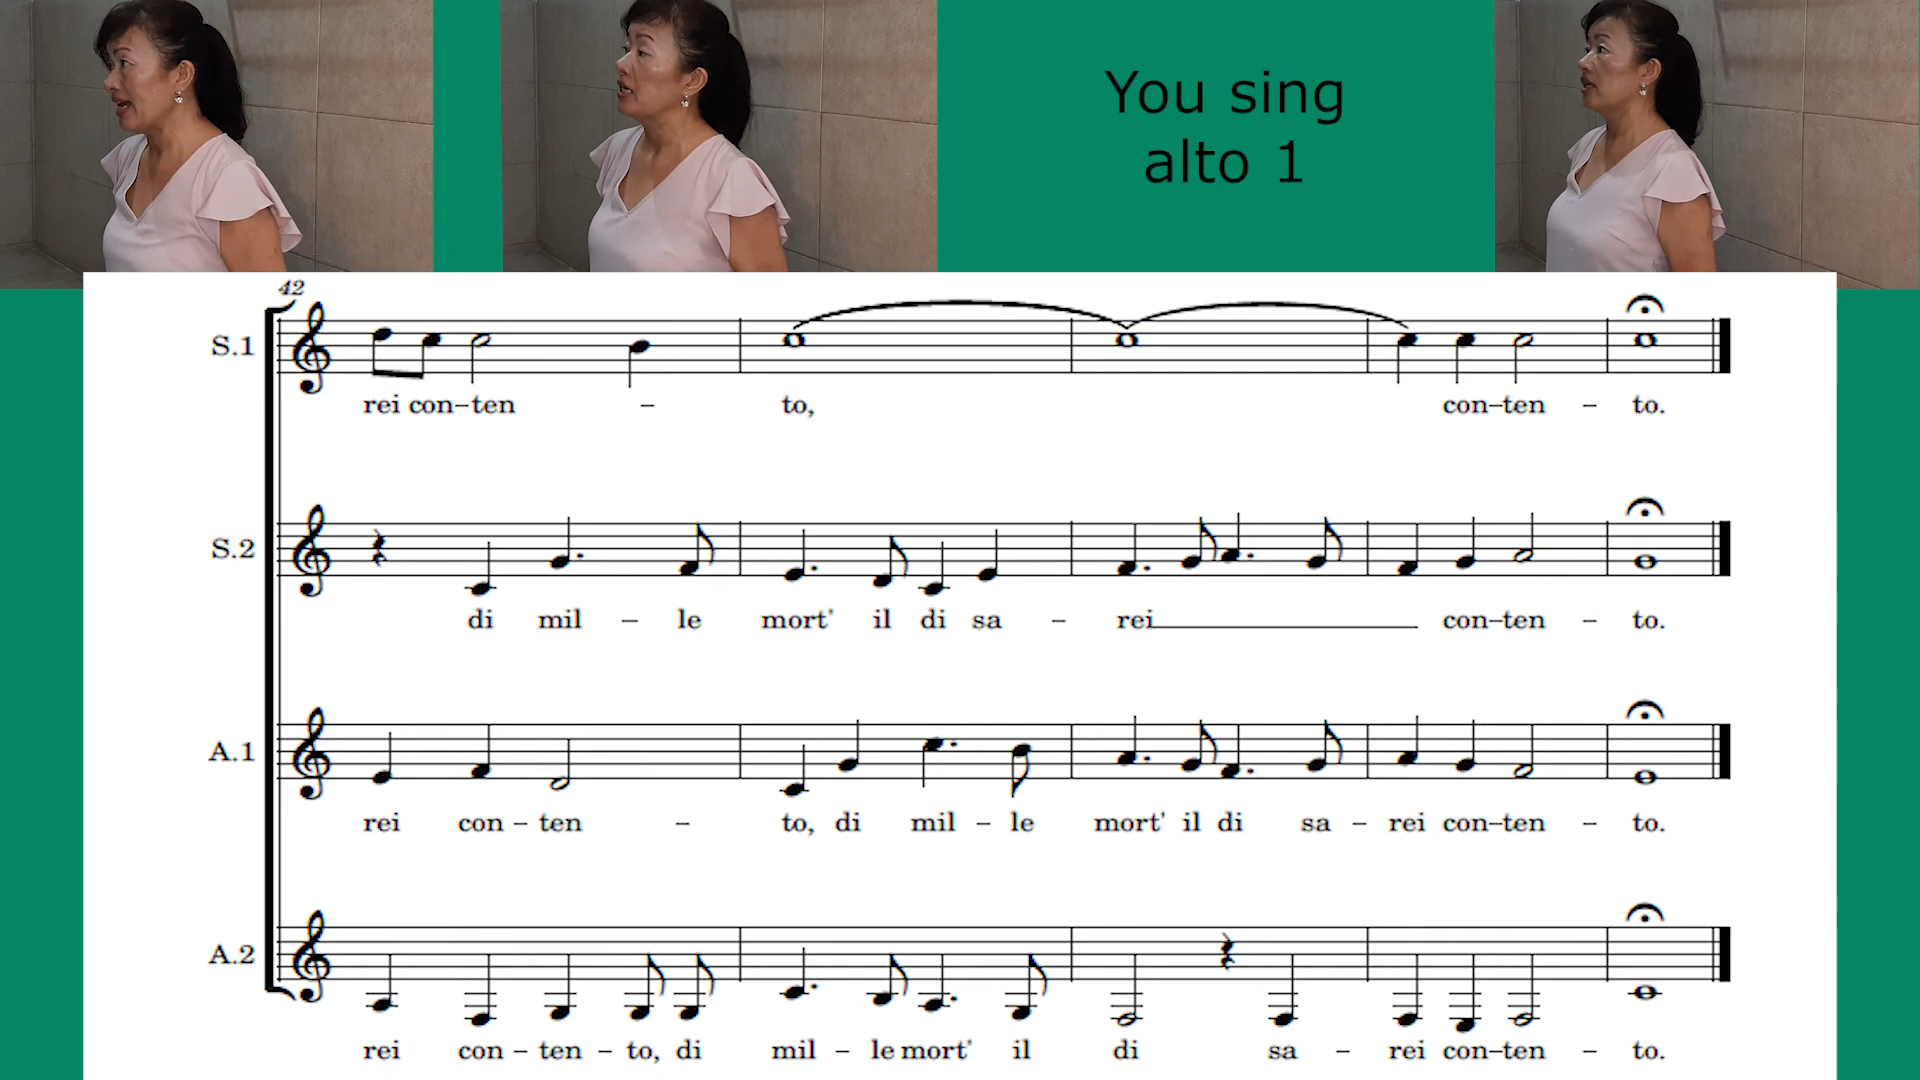 You sing
alto 1
42
S.1
rei con-ten - to, con-ten - to.
S.2
di mil - le mort' il di sa - rei con-ten - to.
A.1
rei con - ten - to, di mil - le mort' il di sa - rei con-ten - to.
A.2
rei con - ten - to, di mil - le mort' il di sa - rei con-ten - to.